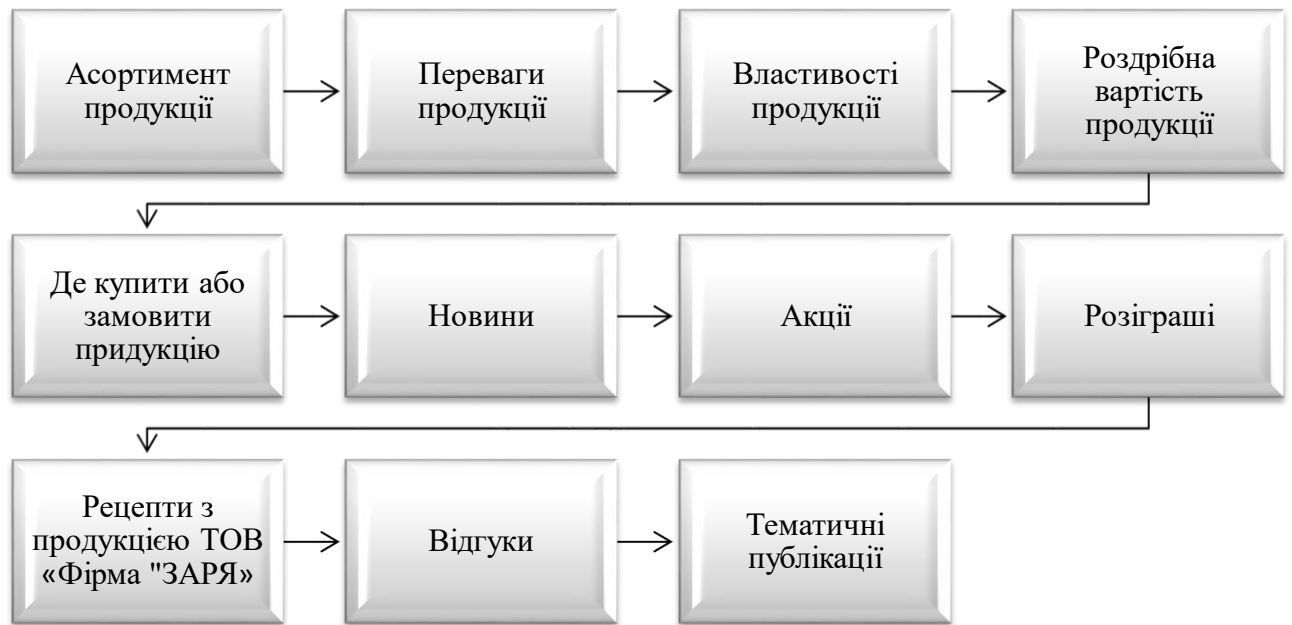 Асортимент
продукції
Переваги
продукції
Властивості
продукції
Роздрібна
вартість
продукції
Де купити або
замовити
придукцію
Новини
Акції
Розіграші
Рецепти з
продукцією ТОВ
«Фірма "ЗАРЯ»
Відгуки
Тематичні
публікації